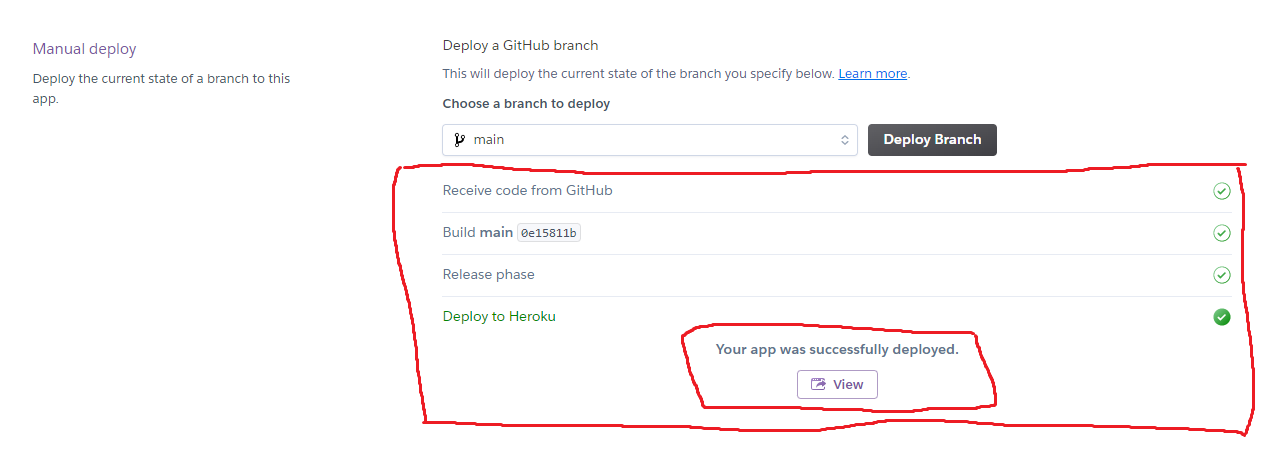 Manual deploy
Deploy the current state of a branch to this
app.
Deploy a GitHub branch
This will deploy the current state of the branch you specify below. Learn more.
Choose a branch to deploy
main
Deploy Branch
Receive code from GitHub
Build main 0e15811b
Release phase
Deploy to Heroku
Your app was successfully deployed.
View